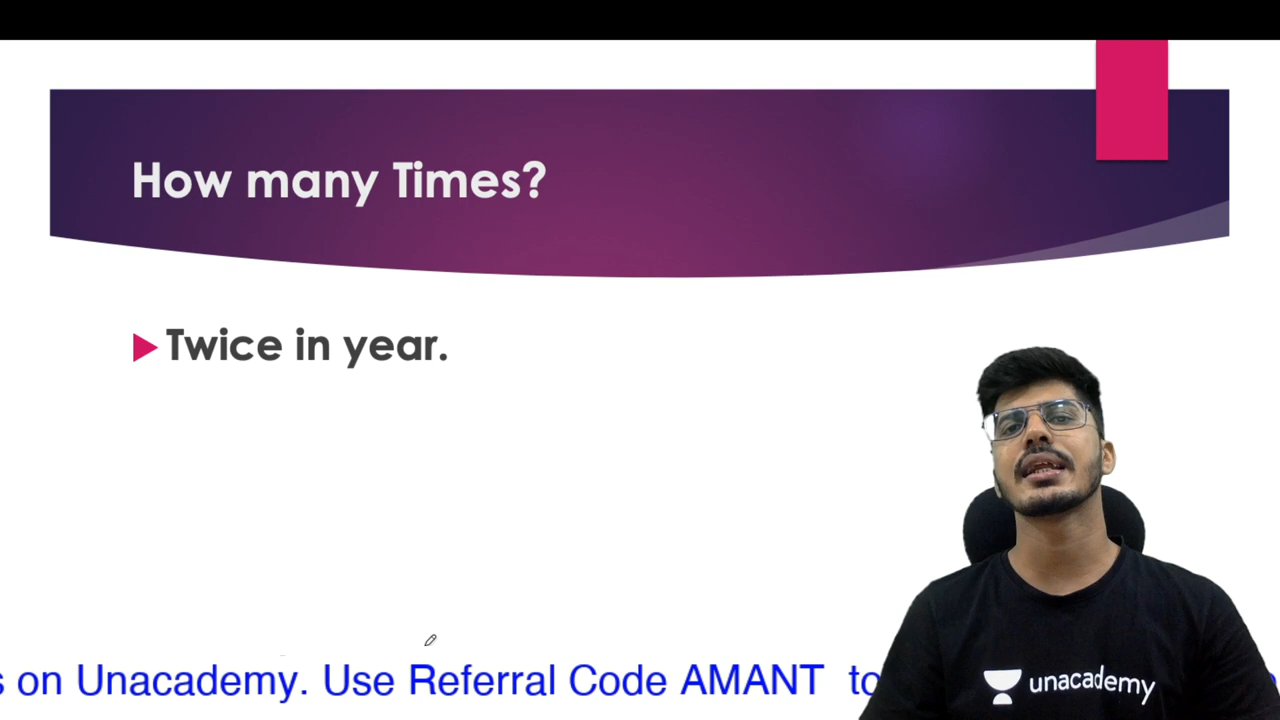 How many Times?
Twice in year.
s on Unacademy. Use Referral Code AMANT to
unacademy